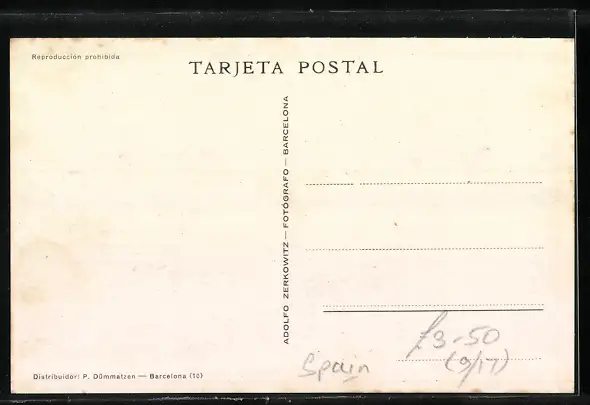 Reproducción prohibida
TARJETA POSTAL
ADOLFO ZERKOWITZ — FOTÓGRAFO — BARCELONA
£3-50
Spain
(9/17)
Distribuidor: P. Dümmatzen — Barcelona (10)